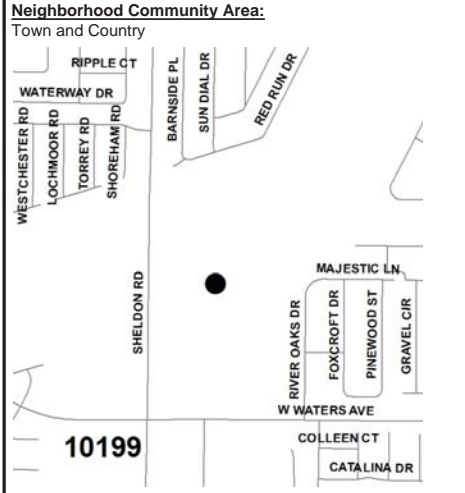 Neighborhood Community Area:
Town and Country
RIPPLE CT
WATERWAY DR
WESTCHESTER RD
LOCHMOOR RD
TORREY RD
SHOREHAM RD
BARNSIDE PL
SUN DIAL DR
RED RUN DR
SHELDON RD
MAJESTIC LN
RIVER OAKS DR
FOXCROFT DR
PINEWOOD ST
GRAVEL CIR
W WATERS AVE
10199
COLLEEN CT
CATALINA DR